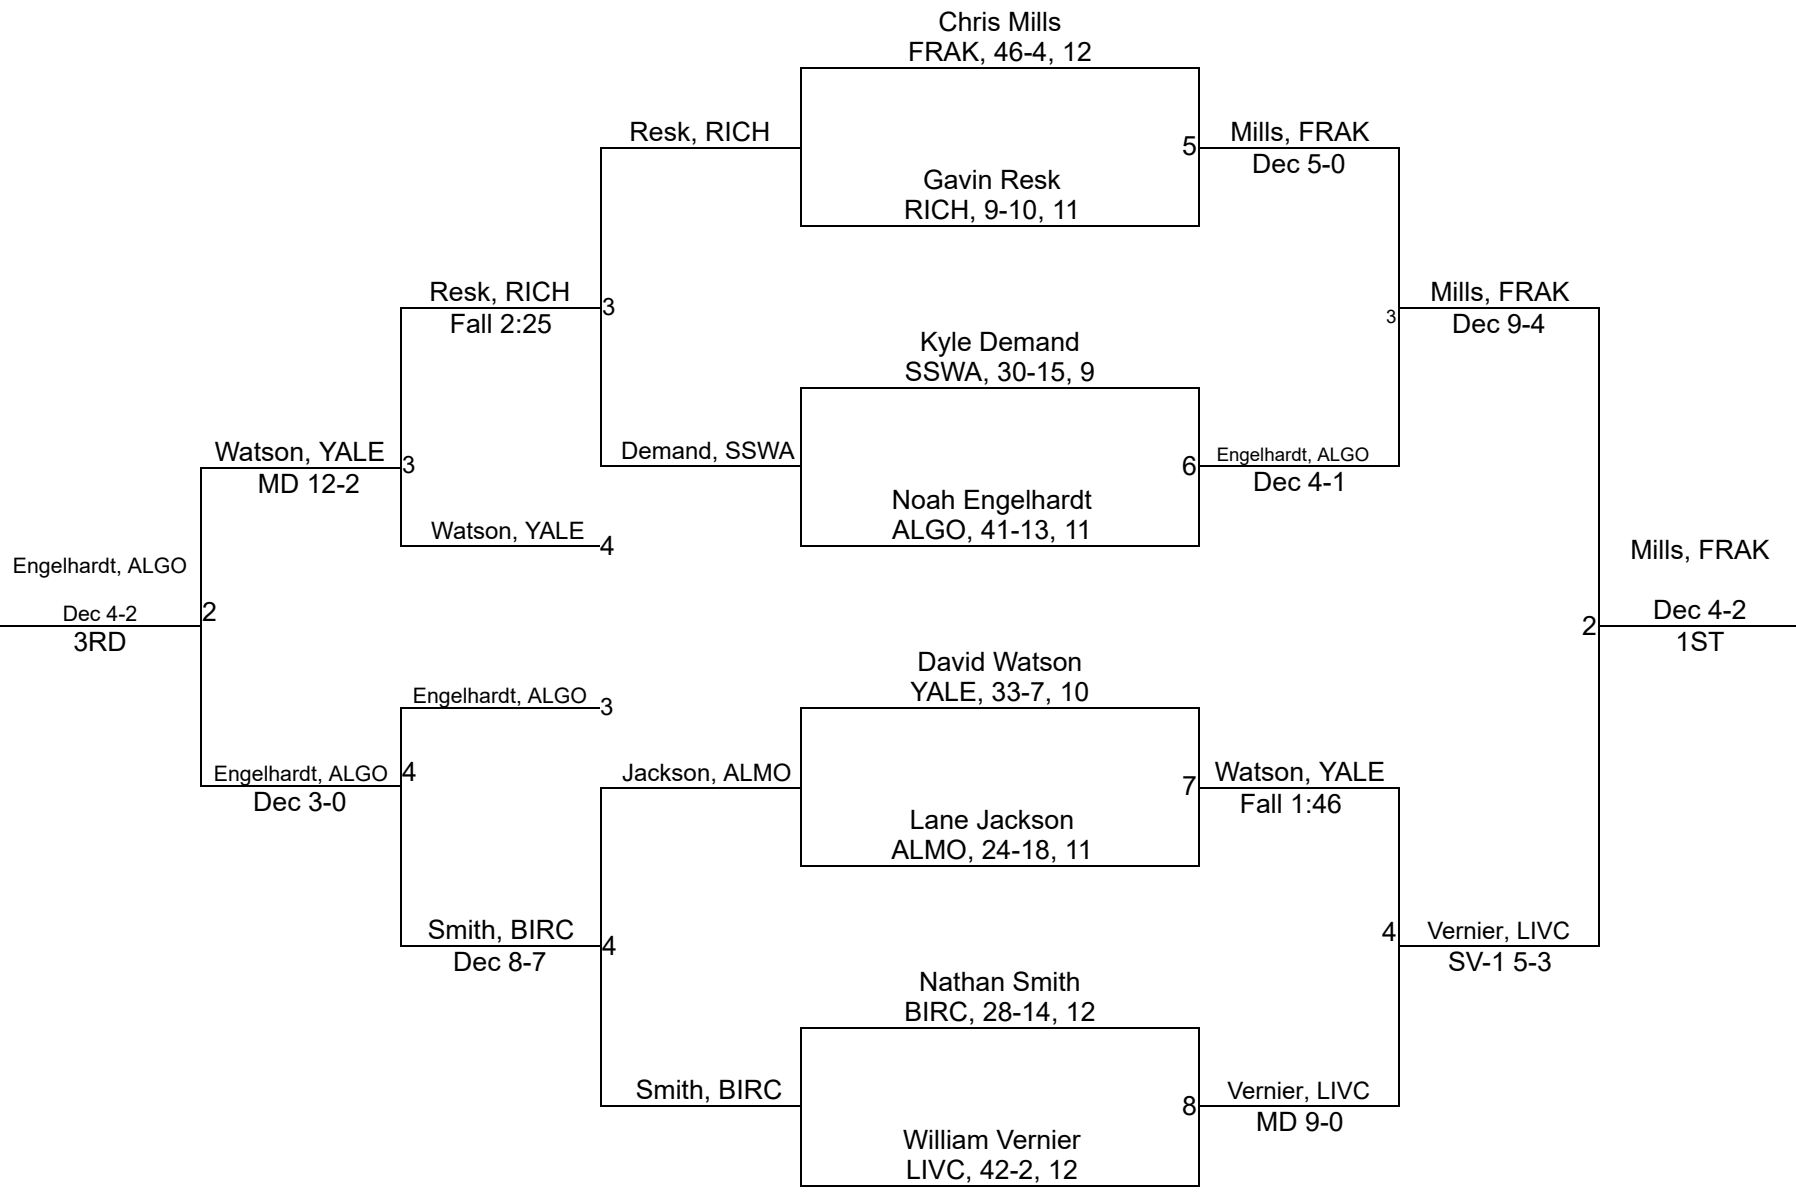 Chris Mills
FRAK, 46-4, 12
Resk, RICH
5
Mills, FRAK
Dec 5-0
Gavin Resk
RICH, 9-10, 11
Resk, RICH
Fall 2:25
3
3
Mills, FRAK
Dec 9-4
Kyle Demand
SSWA, 30-15, 9
Watson, YALE
MD 12-2
3
Demand, SSWA
6
Engelhardt, ALGO
Dec 4-1
Noah Engelhardt
ALGO, 41-13, 11
Watson, YALE
4
Engelhardt, ALGO
Dec 4-2
3RD
2
Mills, FRAK
2
Dec 4-2
1ST
David Watson
YALE, 33-7, 10
Engelhardt, ALGO
3
Engelhardt, ALGO
Dec 3-0
4
Jackson, ALMO
7
Watson, YALE
Fall 1:46
Lane Jackson
ALMO, 24-18, 11
Smith, BIRC
Dec 8-7
4
4
Vernier, LIVC
SV-1 5-3
Nathan Smith
BIRC, 28-14, 12
Smith, BIRC
8
Vernier, LIVC
MD 9-0
William Vernier
LIVC, 42-2, 12